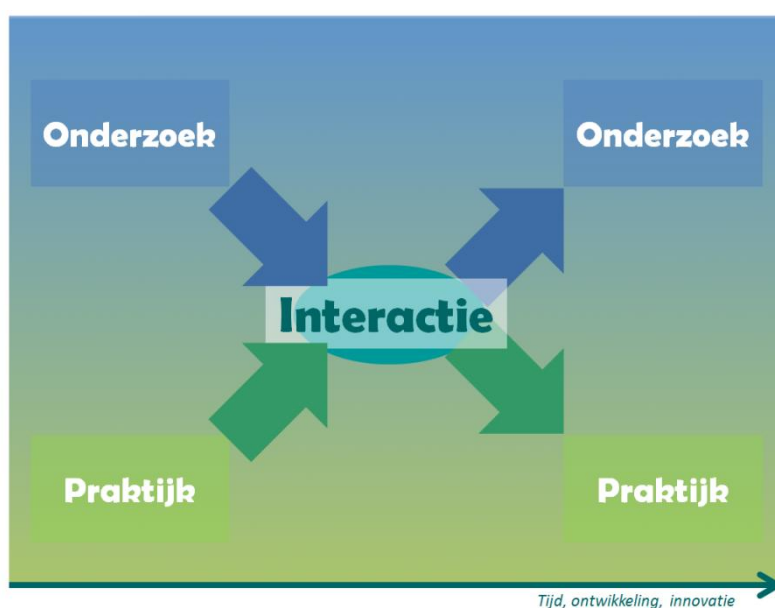 Onderzoek
Onderzoek
Interactie
Praktijk
Praktijk
Tijd, ontwikkeling, innovatie